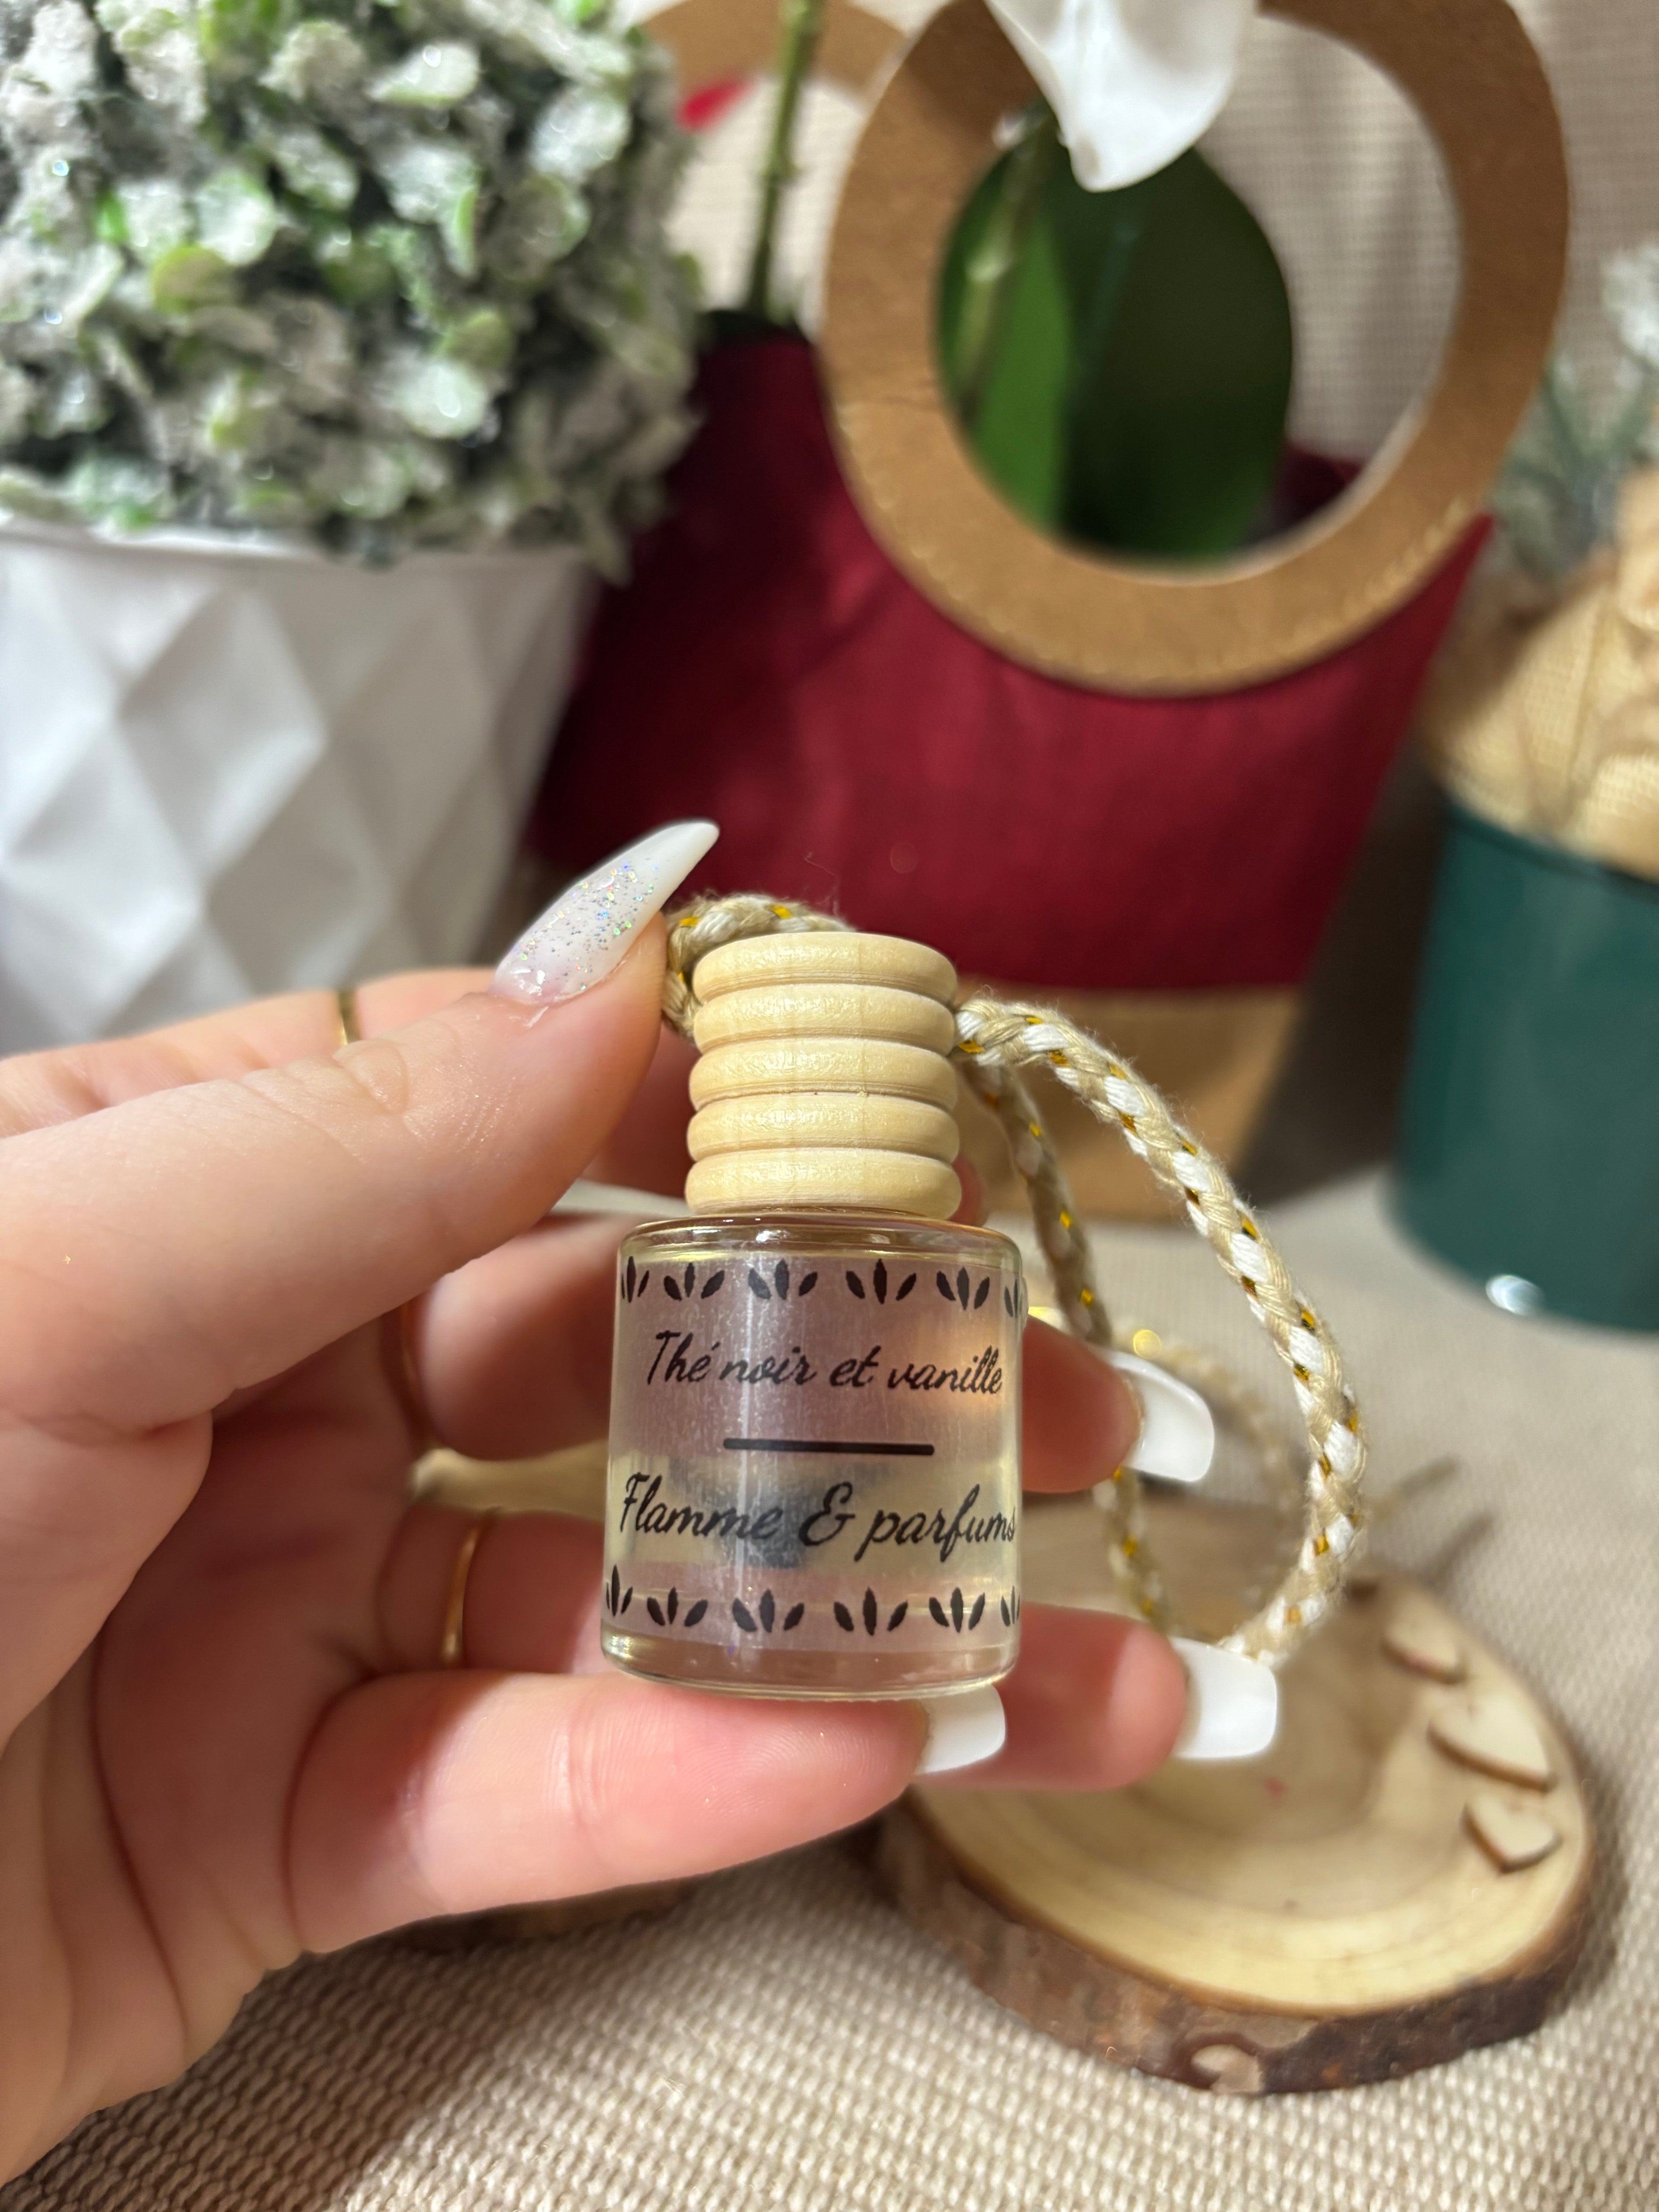 Thé noir et vanille
Flamme & parfums